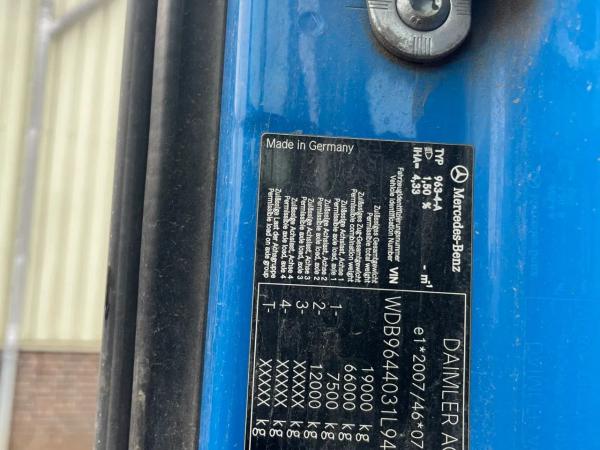 Mercedes-Benz
TYP 963-4-A
1,50 % - m⁻¹
IHA= 4,33
DAIMLER AG
e1*2007/46*07
Fahrzeugidentifizierungsnummer
Vehicle Identification Number VIN WDB9644031L94
Zulässiges Gesamtgewicht
Permissible total weight 19000 kg
Zulässiges Zug-Gesamtgewicht
Permissible combination weight 66000 kg
Zulässige Achslast, Achse 1
Permissible axle load, axle 1 1- 7500 kg
Zulässige Achslast, Achse 2
Permissible axle load, axle 2 2- 12000 kg
Zulässige Achslast, Achse 3
Permissible axle load, axle 3 3- XXXXX kg
Zulässige Achslast, Achse 4
Permissible axle load, axle 4 4- XXXXX kg
Zulässige Last der Achsgruppe
Permissible load on axle group T- XXXXX kg
Made in Germany